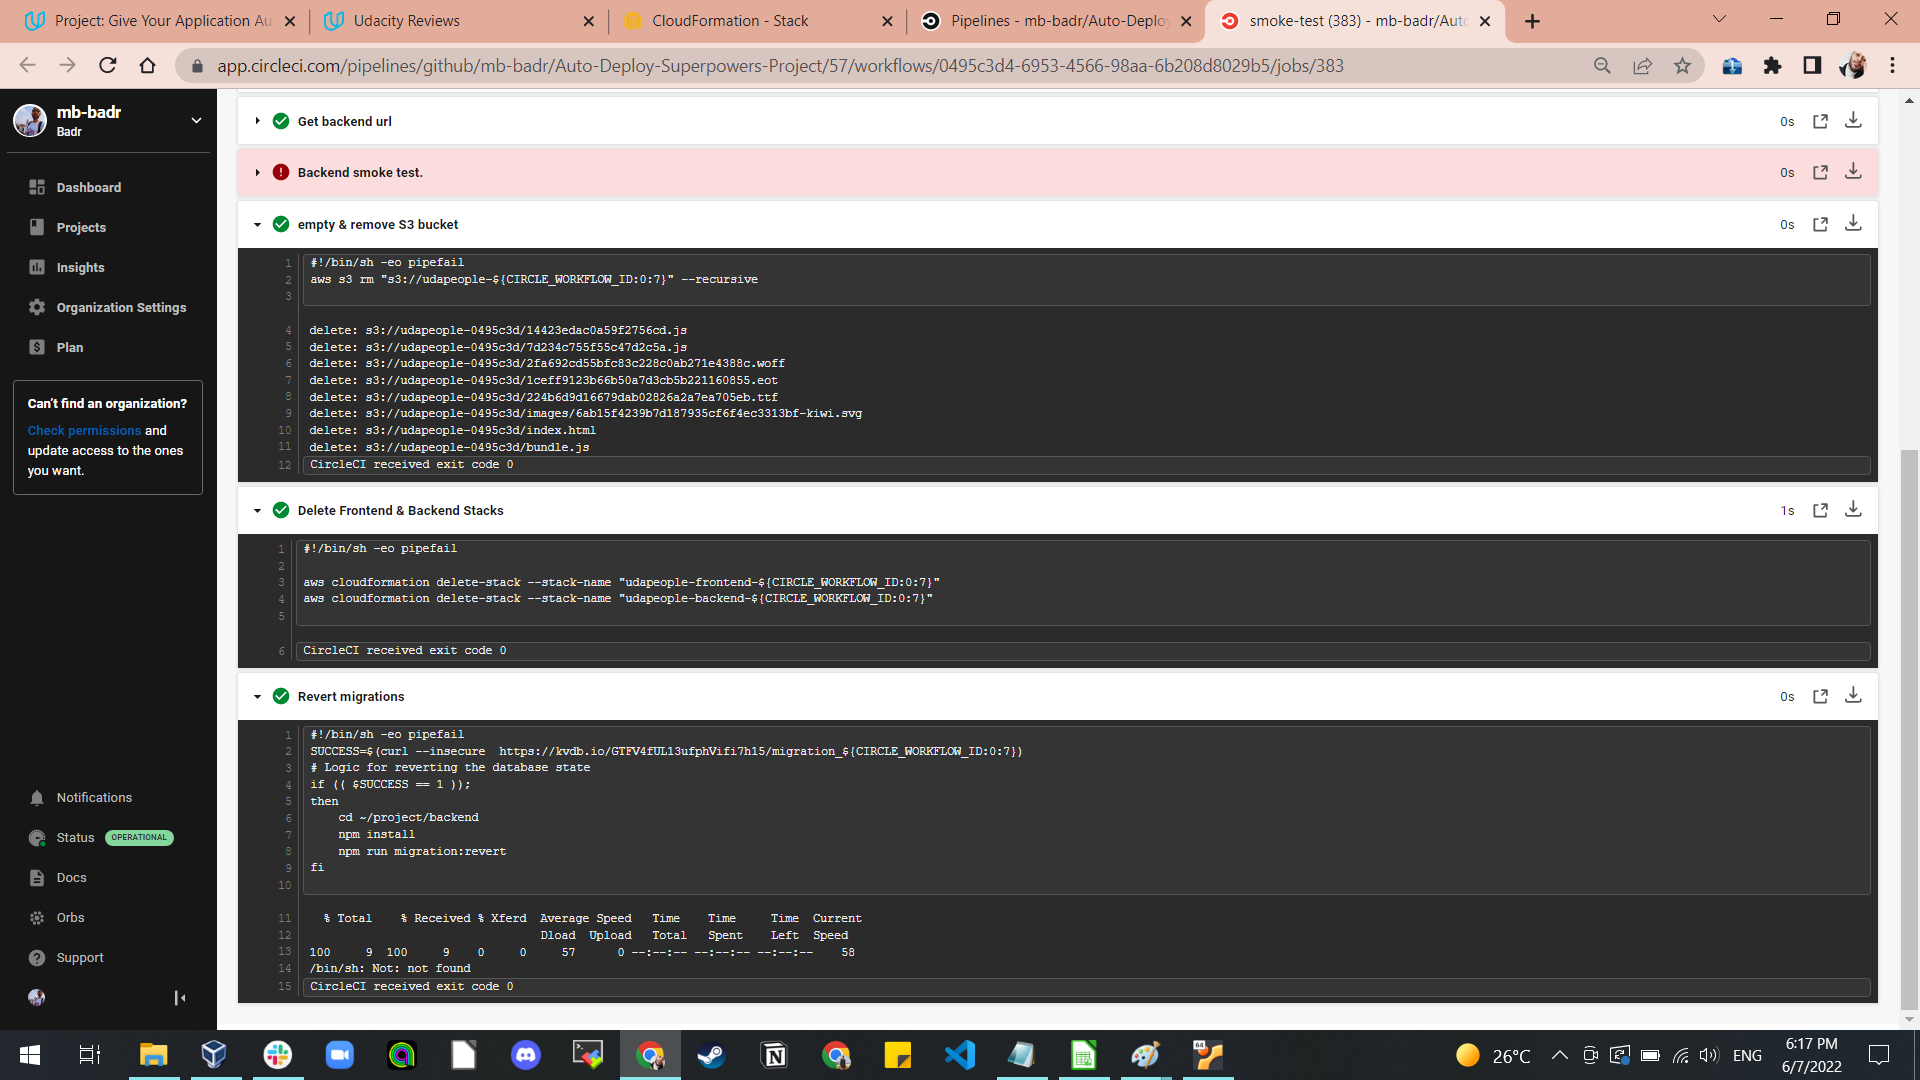 Project: Give Your Application Au
Udacity Reviews
CloudFormation - Stack
Pipelines - mb-badr/Auto-Deploy
smoke-test (383) - mb-badr/Auto
app.circleci.com/pipelines/github/mb-badr/Auto-Deploy-Superpowers-Project/57/workflows/0495c3d4-6953-4566-98aa-6b208d8029b5/jobs/383
mb-badr
Badr
Dashboard
Projects
Insights
Organization Settings
Plan
Can't find an organization?
Check permissions and
update access to the ones
you want.
Notifications
Status OPERATIONAL
Docs
Orbs
Support
Get backend url 0s
Backend smoke test. 0s
empty & remove S3 bucket 0s
1 #!/bin/sh -eo pipefail
2 aws s3 rm "s3://udapeople-${CIRCLE_WORKFLOW_ID:0:7}" --recursive
3
4 delete: s3://udapeople-0495c3d/14423edac0a59f2756cd.js
5 delete: s3://udapeople-0495c3d/7d234c755f55c47d2c5a.js
6 delete: s3://udapeople-0495c3d/2fa692cd55bfc83c228c0ab271e4388c.woff
7 delete: s3://udapeople-0495c3d/1ceff9123b66b50a7d3cb5b221160855.eot
8 delete: s3://udapeople-0495c3d/224b6d9d16679dab02826a2a7ea705eb.ttf
9 delete: s3://udapeople-0495c3d/images/6ab15f4239b7d187935cf6f4ec3313bf-kiwi.svg
10 delete: s3://udapeople-0495c3d/index.html
11 delete: s3://udapeople-0495c3d/bundle.js
12 CircleCI received exit code 0
Delete Frontend & Backend Stacks 1s
1 #!/bin/sh -eo pipefail
2
3 aws cloudformation delete-stack --stack-name "udapeople-frontend-${CIRCLE_WORKFLOW_ID:0:7}"
4 aws cloudformation delete-stack --stack-name "udapeople-backend-${CIRCLE_WORKFLOW_ID:0:7}"
5
6 CircleCI received exit code 0
Revert migrations 0s
1 #!/bin/sh -eo pipefail
2 SUCCESS=$(curl --insecure  https://kvdb.io/GTFV4fUL13ufphVifi7h15/migration_${CIRCLE_WORKFLOW_ID:0:7})
3 # Logic for reverting the database state
4 if (( $SUCCESS == 1 ));
5 then
6 cd ~/project/backend
7 npm install
8 npm run migration:revert
9 fi
10
11 % Total % Received % Xferd Average Speed Time Time Time Current
12 Dload Upload Total Spent Left Speed
13 100 9 100 9 0 0 57 0 --:--:-- --:--:-- --:--:-- 58
14 /bin/sh: Not: not found
15 CircleCI received exit code 0
26°C
ENG
6:17 PM
6/7/2022